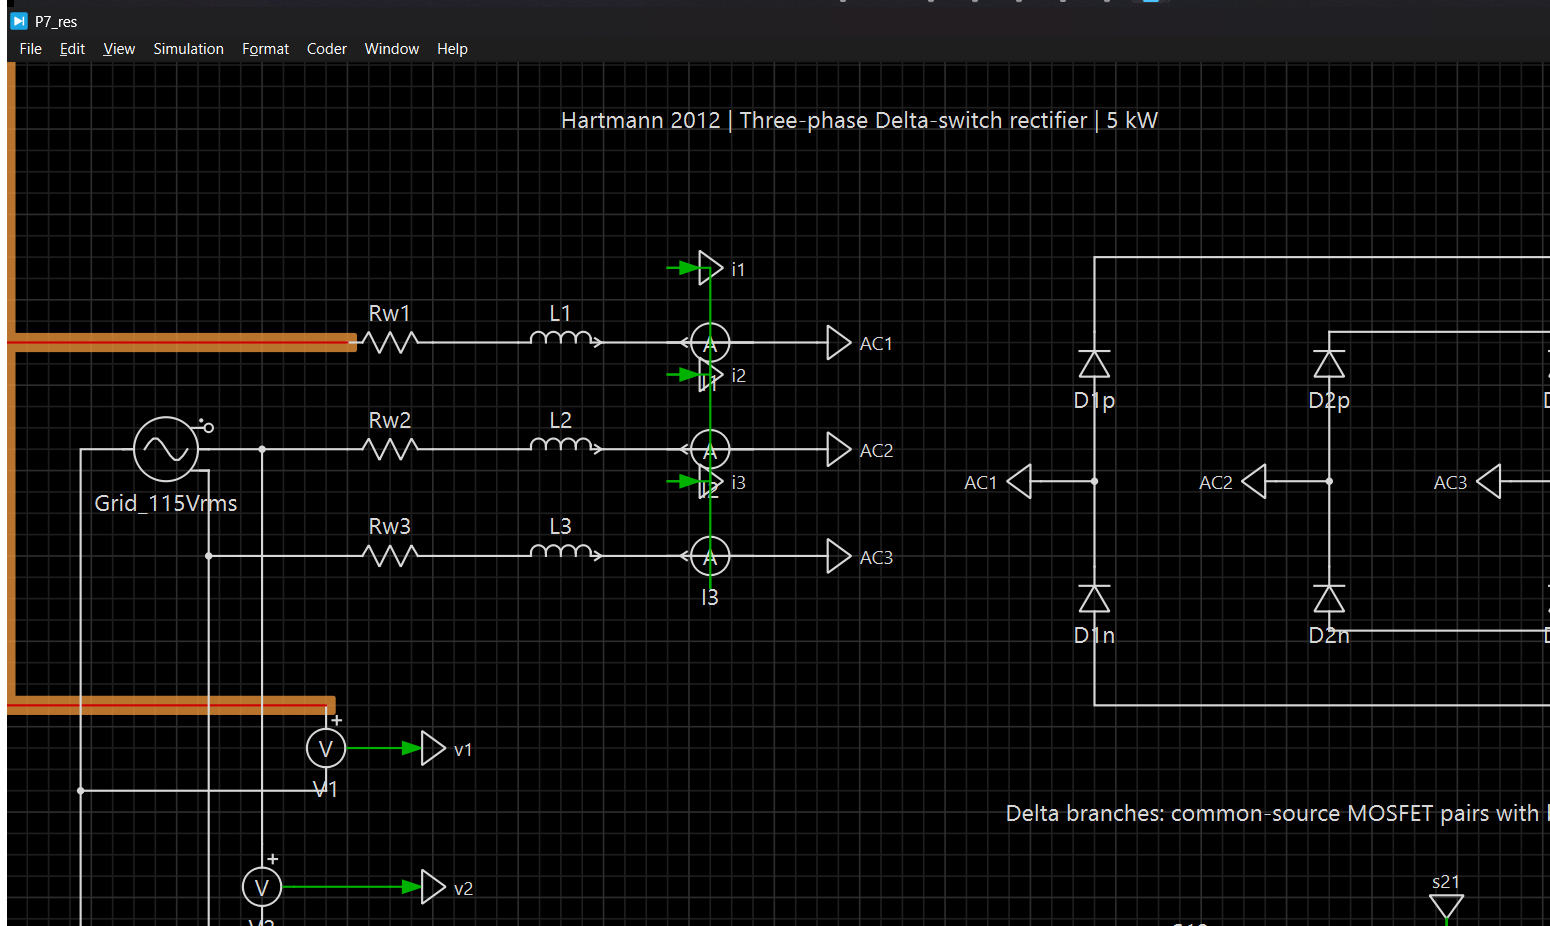 P7_res
File Edit View Simulation Format Coder Window Help
Hartmann 2012 | Three-phase Delta-switch rectifier | 5 kW
i1
Rw1 L1 A AC1
I1 i2
D1p D2p
Rw2 L2 A AC2
I2 i3
AC1 AC2 AC3
Grid_115Vrms
Rw3 L3 A AC3
I3
D1n D2n
+
V v1
V1
Delta branches: common-source MOSFET pairs with
+
V v2
s21